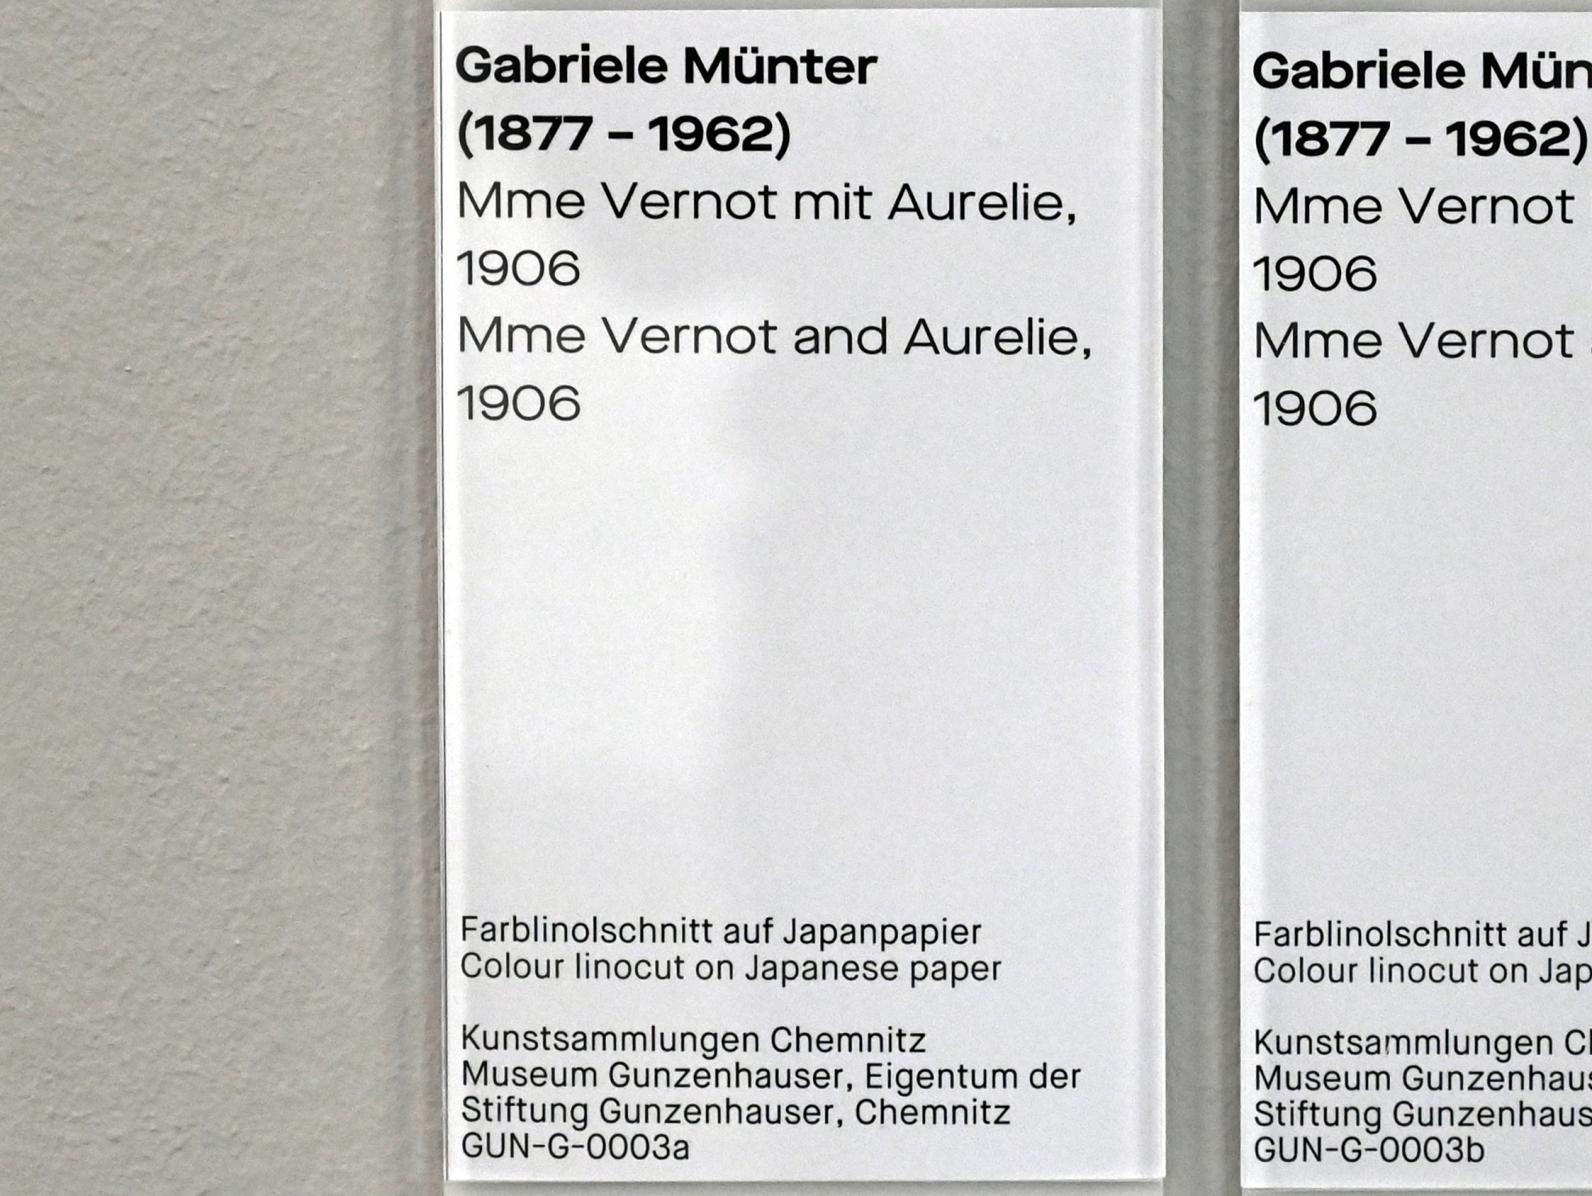 Gabriele Münter
(1877 – 1962)
Mme Vernot mit Aurelie,
1906
Mme Vernot and Aurelie,
1906
Farblinolschnitt auf Japanpapier
Colour linocut on Japanese paper
Kunstsammlungen Chemnitz
Museum Gunzenhauser, Eigentum der
Stiftung Gunzenhauser, Chemnitz
GUN-G-0003a
Gabriele
(1877 – 1962)
Mme Vernot
1906
Mme Vernot
1906
Farblinolschnitt auf
Colour linocut on
Kunstsammlungen
Museum
Stiftung
GUN-G-0003b